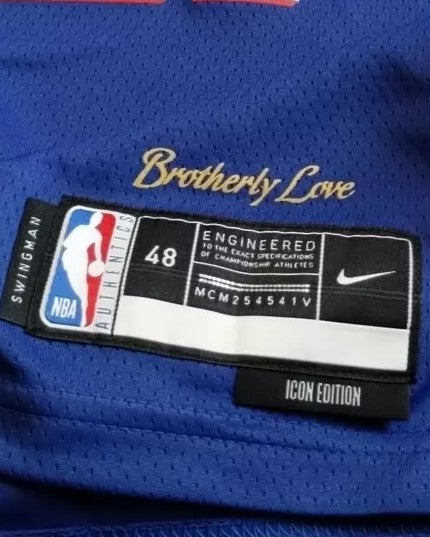 Brotherly Love
SWINGMAN
NBA
AUTHENTICS
48
ENGINEERED
TO THE EXACT SPECIFICATIONS
OF CHAMPIONSHIP ATHLETES
MCM254541V
ICON EDITION